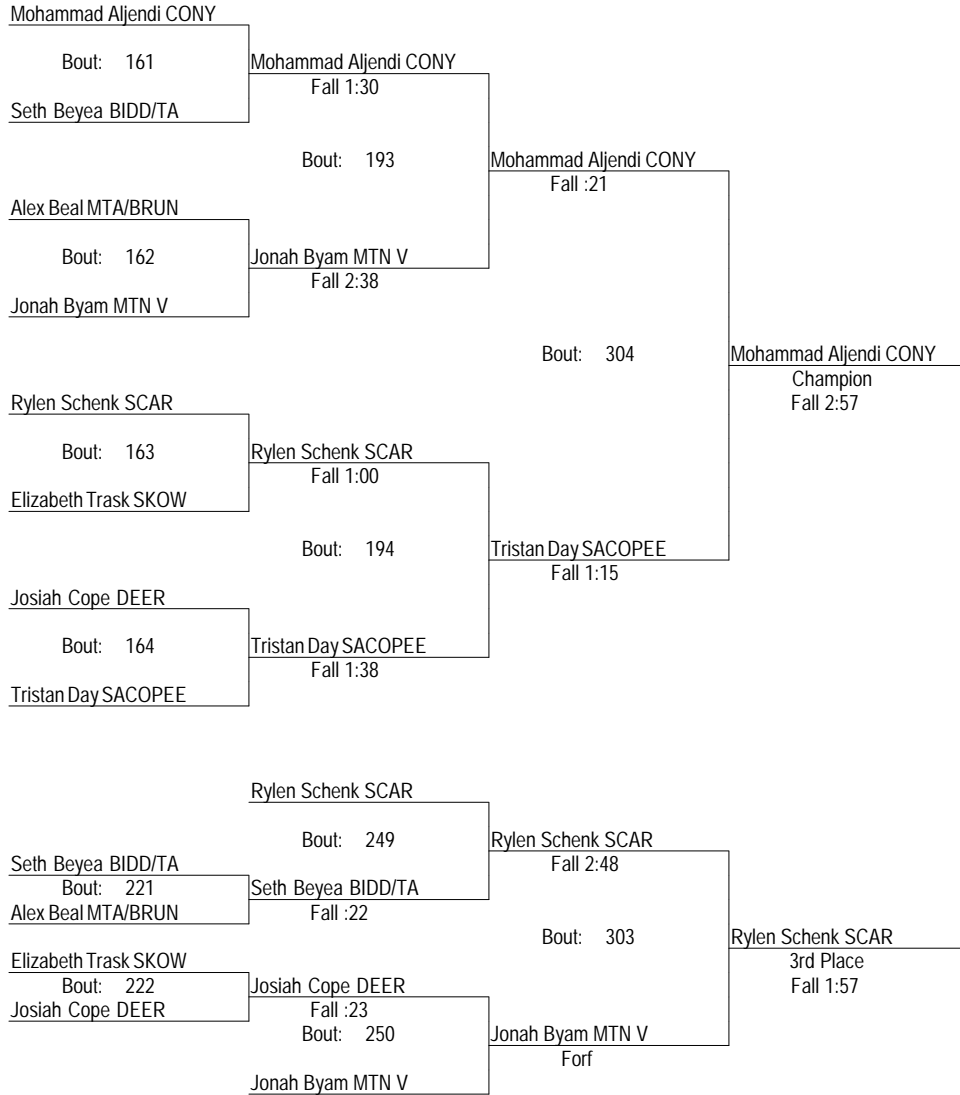 Mohammad Aljendi CONY
Bout: 161
Mohammad Aljendi CONY
Fall 1:30
Seth Beyea BIDD/TA
Bout: 193
Mohammad Aljendi CONY
Fall :21
Alex Beal MTA/BRUN
Bout: 162
Jonah Byam MTN V
Fall 2:38
Jonah Byam MTN V
Bout: 304
Mohammad Aljendi CONY
Champion
Fall 2:57
Rylen Schenk SCAR
Bout: 163
Rylen Schenk SCAR
Fall 1:00
Elizabeth Trask SKOW
Bout: 194
Tristan Day SACOPEE
Fall 1:15
Josiah Cope DEER
Bout: 164
Tristan Day SACOPEE
Fall 1:38
Tristan Day SACOPEE
Rylen Schenk SCAR
Bout: 249
Rylen Schenk SCAR
Fall 2:48
Seth Beyea BIDD/TA
Bout: 221
Seth Beyea BIDD/TA
Fall :22
Alex Beal MTA/BRUN
Bout: 303
Rylen Schenk SCAR
3rd Place
Fall 1:57
Elizabeth Trask SKOW
Bout: 222
Josiah Cope DEER
Fall :23
Josiah Cope DEER
Bout: 250
Jonah Byam MTN V
Forf
Jonah Byam MTN V